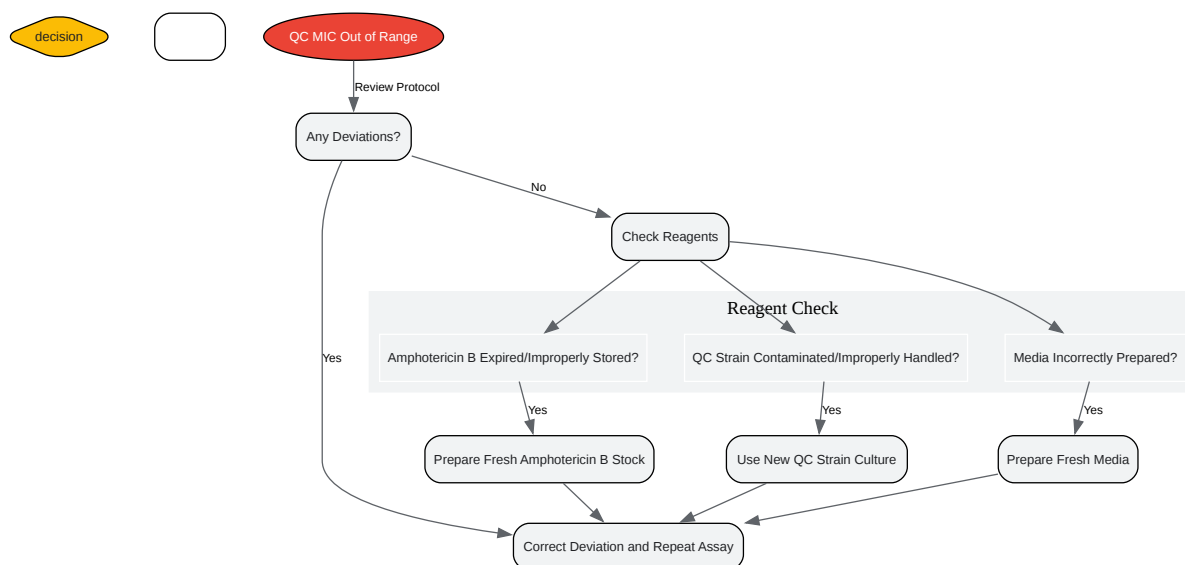 decision
QC MIC Out of Range
Review Protocol
Any Deviations?
No
Check Reagents
Reagent Check
Amphotericin B Expired/Improperly Stored?
QC Strain Contaminated/Improperly Handled?
Media Incorrectly Prepared?
Yes
Yes
Yes
Yes
Prepare Fresh Amphotericin B Stock
Use New QC Strain Culture
Prepare Fresh Media
Correct Deviation and Repeat Assay